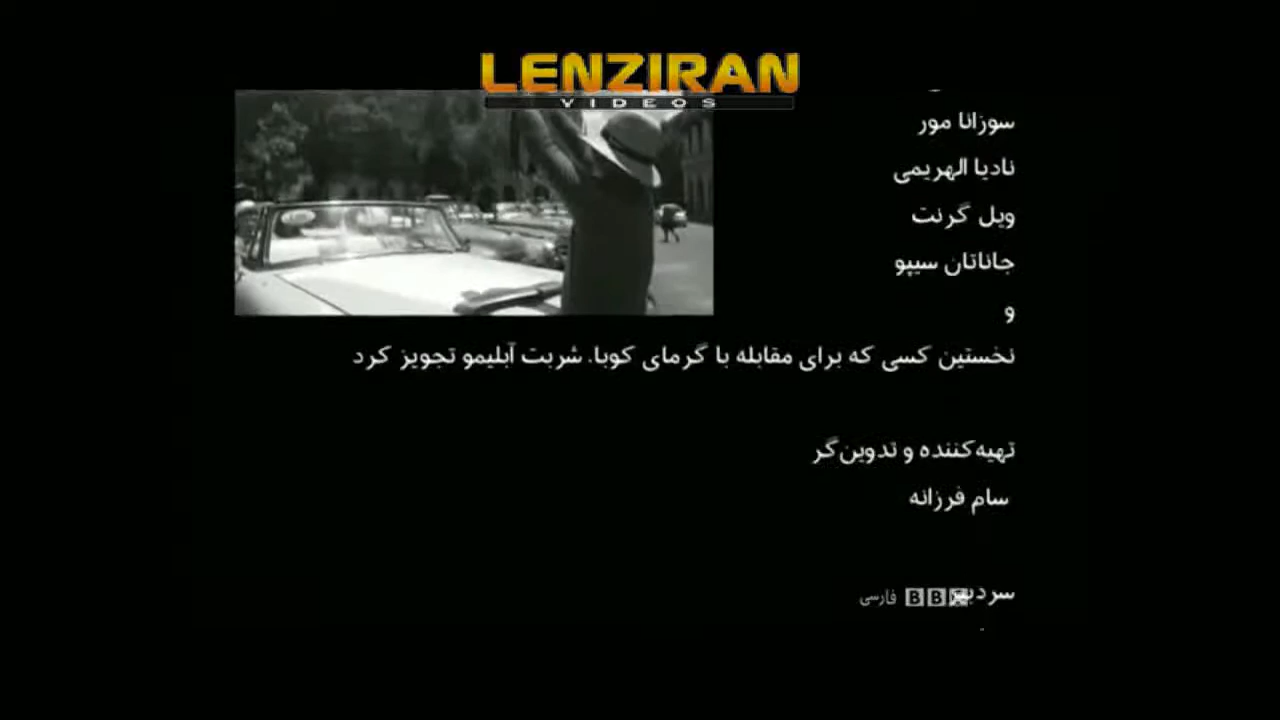 LENZIRAN
VIDEOS
سوزانا مور
نادیا الهریمی
ویل گرنت
جاناتان سیپو
و
نخستین کسی که برای مقابله با گرمای کوبا، شربت آبلیمو تجویز کرد
تهیه‌کننده و تدوین‌گر
سام فرزانه
سردبیر
BBC فارسی